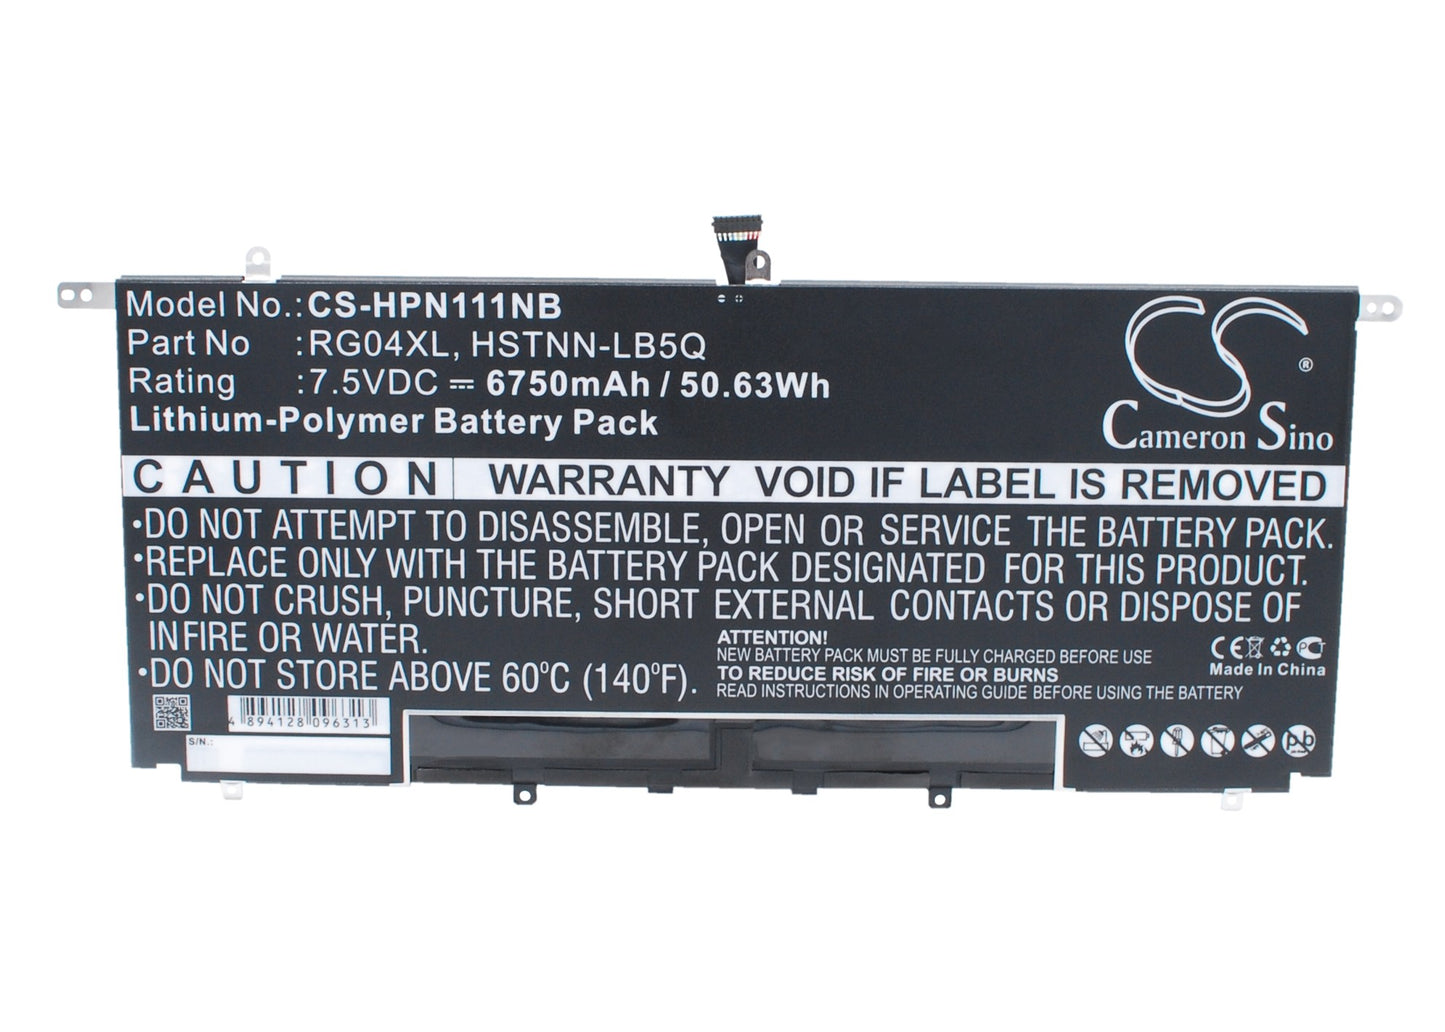 Model No.: CS-HPN111NB
Part No : RG04XL, HSTNN-LB5Q
Rating : 7.5VDC ⎓ 6750mAh / 50.63Wh
Lithium-Polymer Battery Pack
Cameron Sino ®
CAUTION WARRANTY VOID IF LABEL IS REMOVED
•DO NOT ATTEMPT TO DISASSEMBLE, OPEN OR SERVICE THE BATTERY PACK.
•REPLACE ONLY WITH THE BATTERY PACK DESIGNATED FOR THIS PRODUCT.
•DO NOT CRUSH, PUNCTURE, SHORT EXTERNAL CONTACTS OR DISPOSE OF
IN FIRE OR WATER.
•DO NOT STORE ABOVE 60°C (140°F).
ATTENTION!
NEW BATTERY PACK MUST BE FULLY CHARGED BEFORE USE
TO REDUCE RISK OF FIRE OR BURNS
READ INSTRUCTIONS IN OPERATING GUIDE BEFORE USING THE BATTERY
CE
Made In China
4 894128 096313
S/N.:
Pb